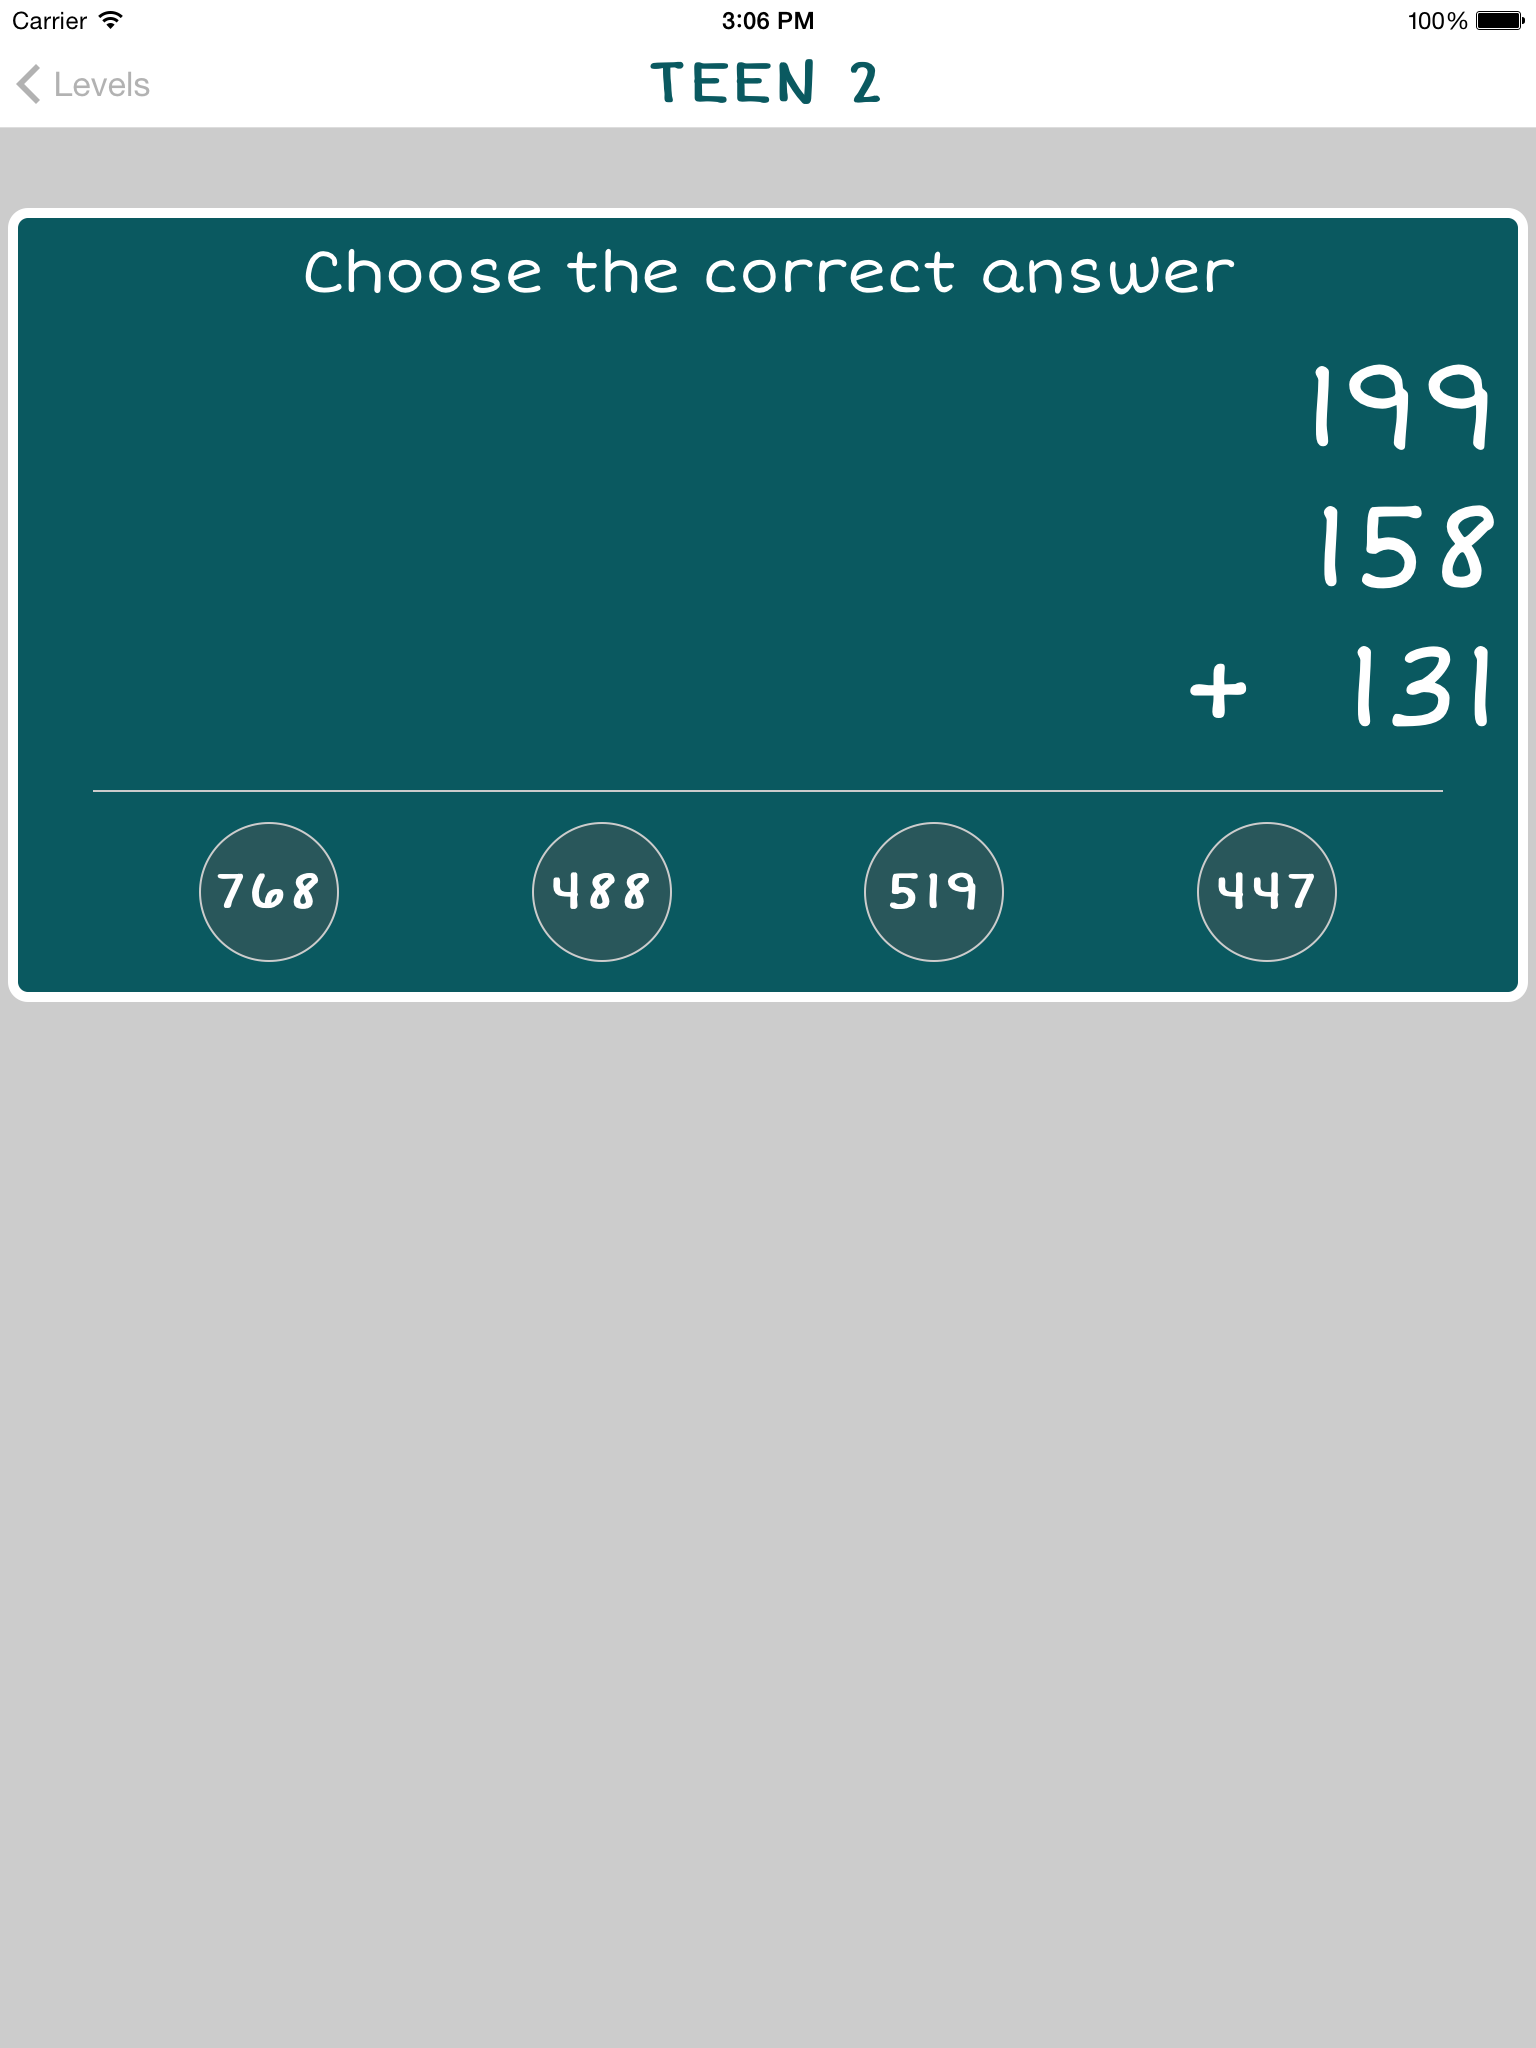 Carrier 3:06 PM 100%
Levels TEEN 2
Choose the correct answer
199
158
+ 131
768 488 519 447